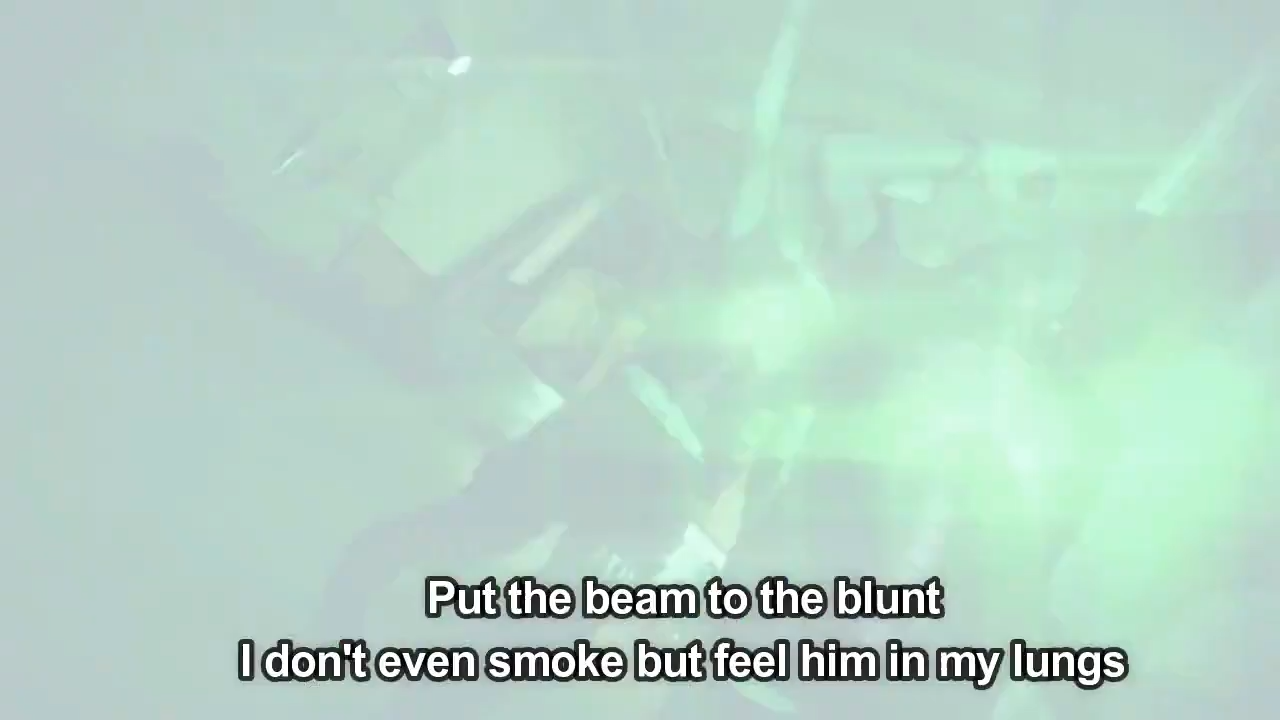 Put the beam to the blunt
I don't even smoke but feel him in my lungs